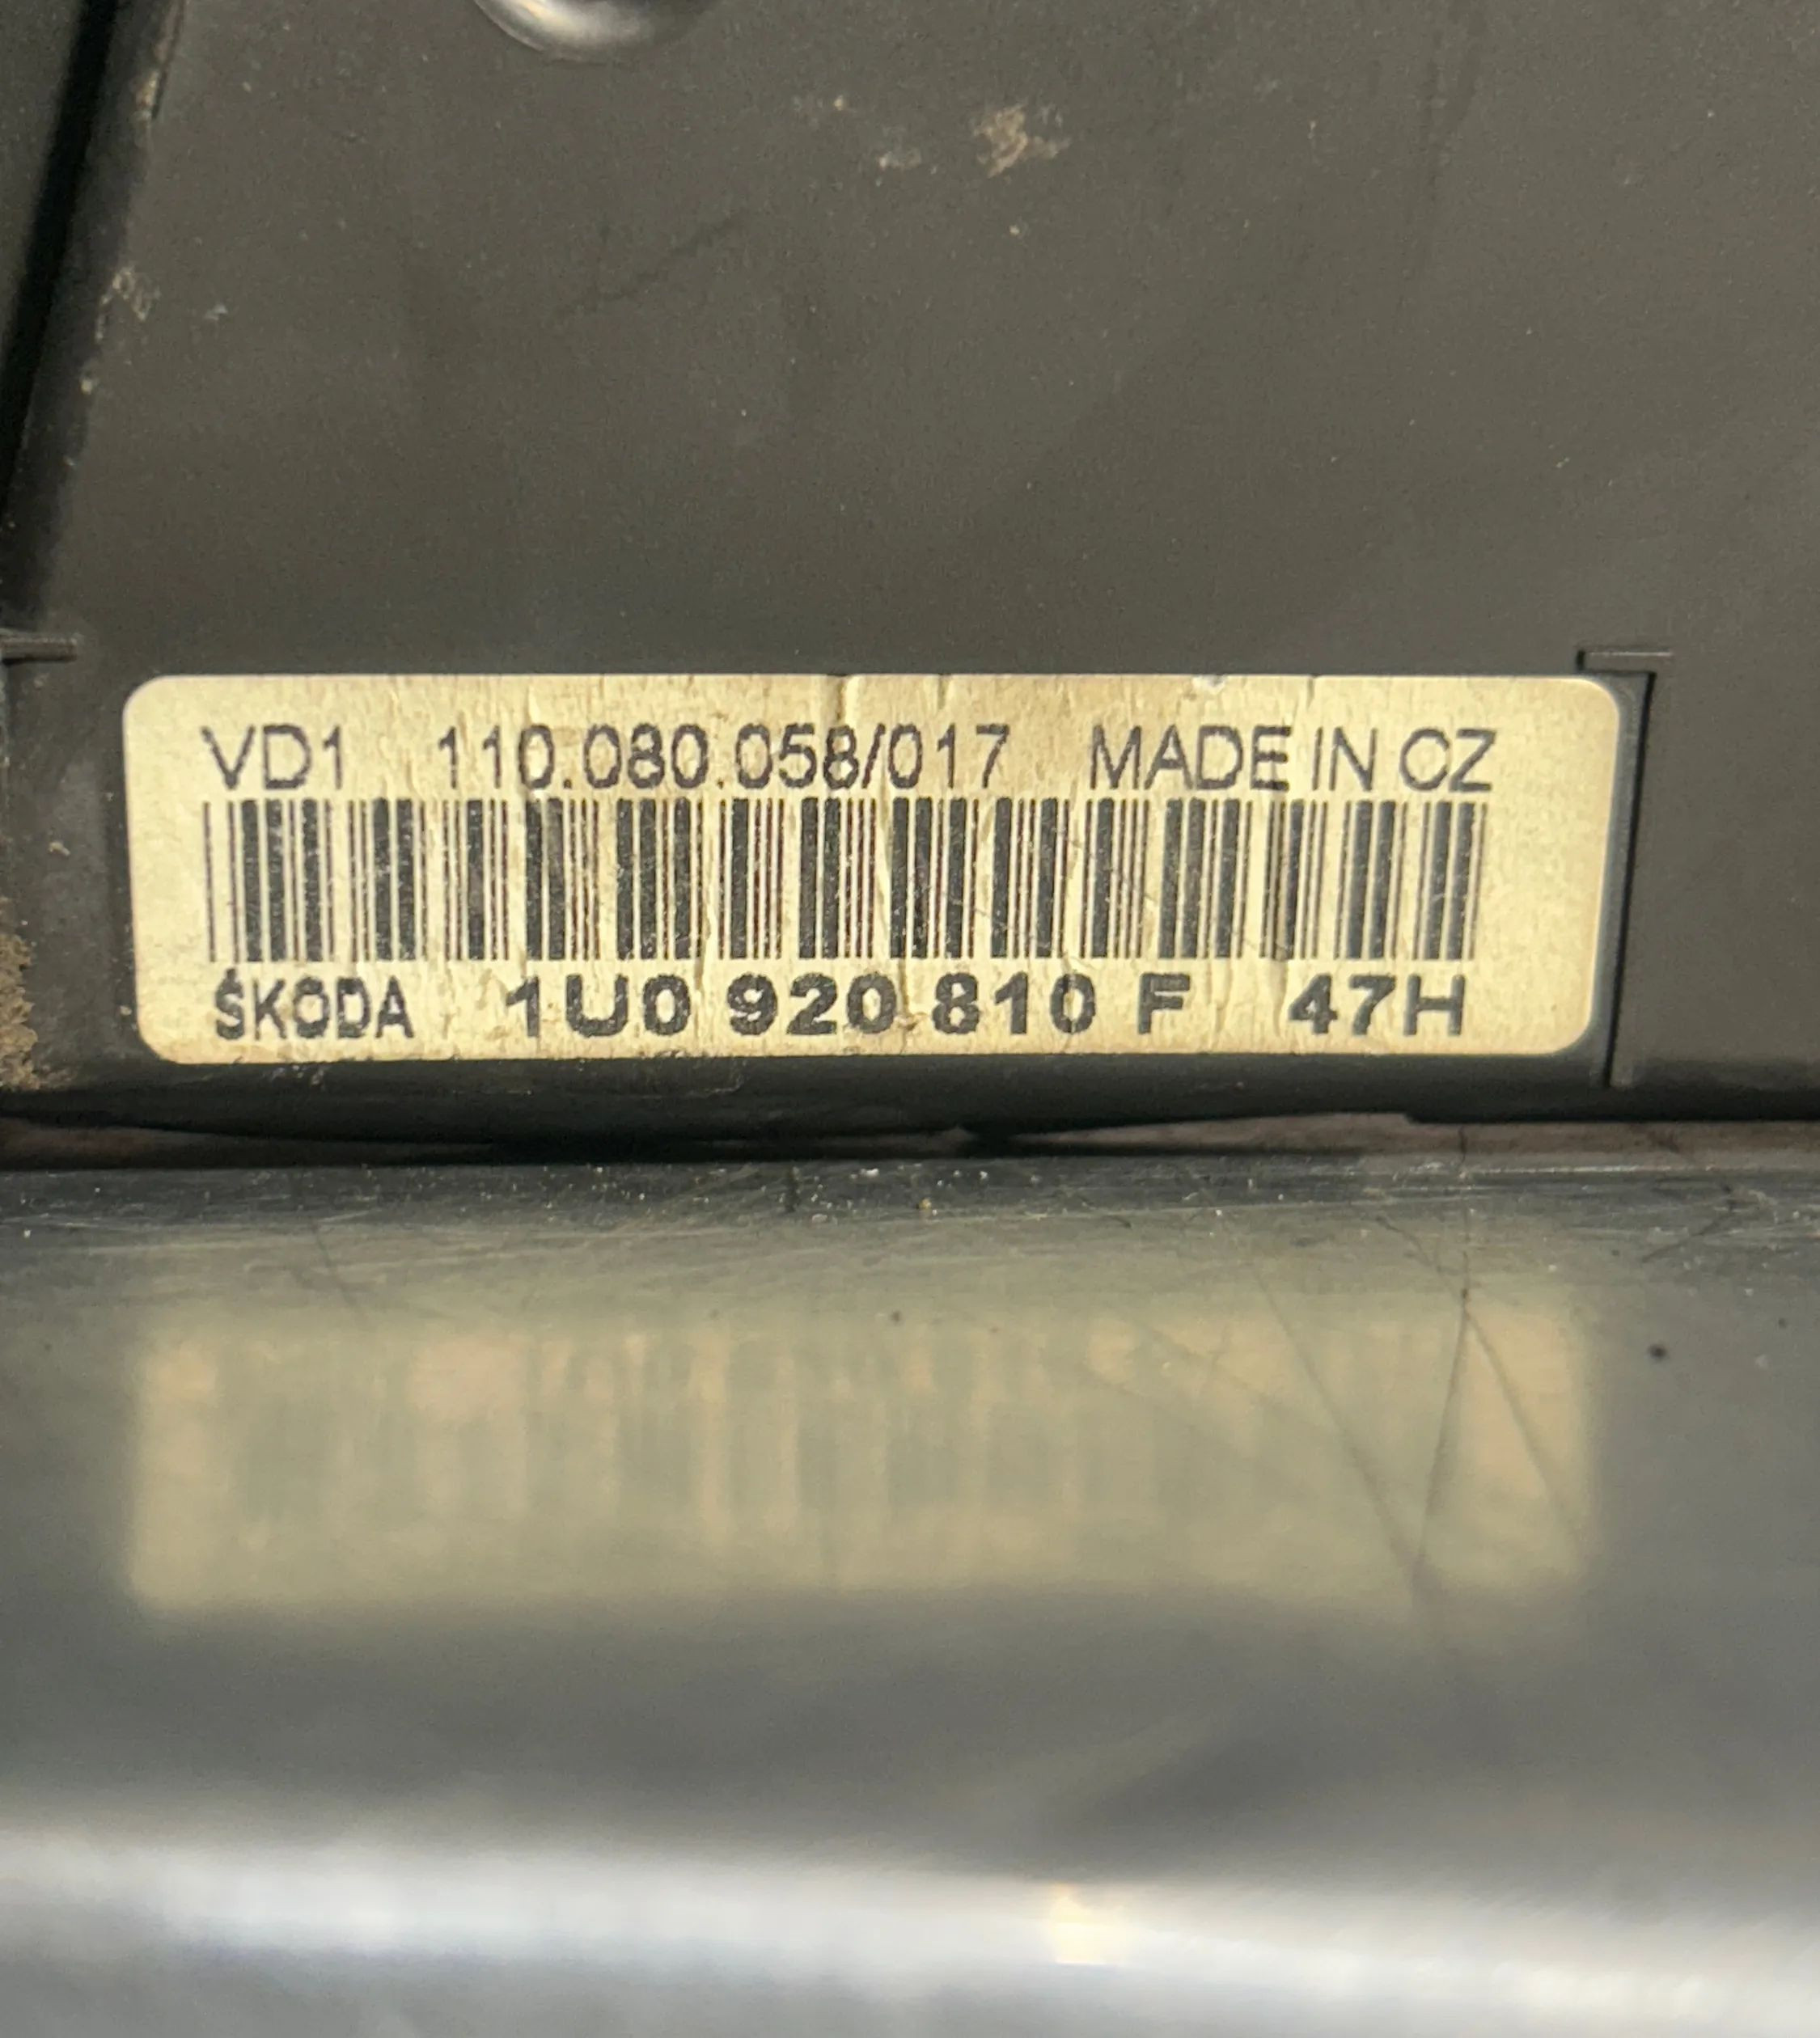 VD1 110.080.058/017 MADE IN CZ
ŠKODA 1U0 920 810 F 47H